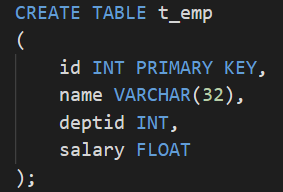 CREATE TABLE t_emp
(
    id INT PRIMARY KEY,
    name VARCHAR(32),
    deptid INT,
    salary FLOAT
);